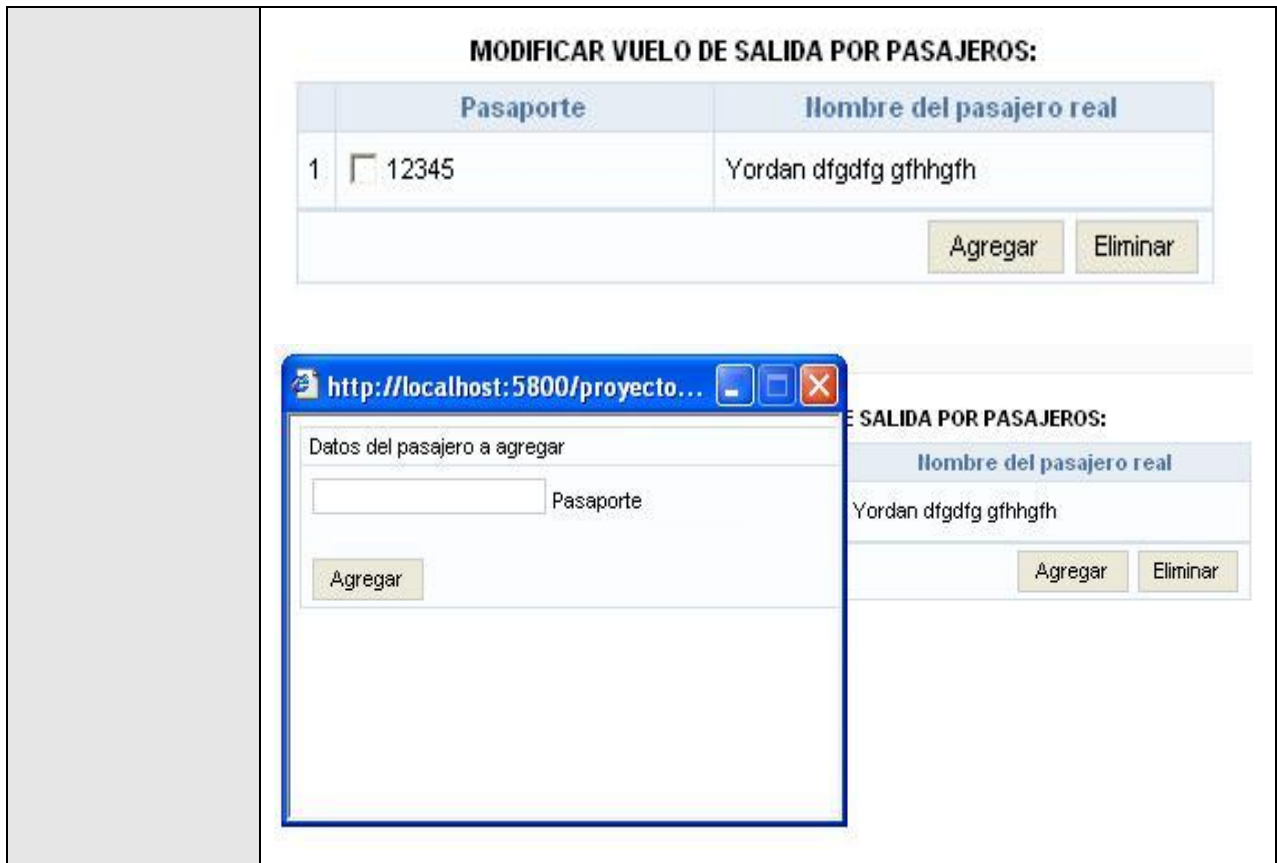 MODIFICAR VUELO DE SALIDA POR PASAJEROS:
Pasaporte Nombre del pasajero real
1 12345 Yordan dfgdfg gfhhgfh
Agregar Eliminar
http://localhost:5800/proyecto...
Datos del pasajero a agregar
Pasaporte
Agregar
E SALIDA POR PASAJEROS:
Nombre del pasajero real
Yordan dfgdfg gfhhgfh
Agregar Eliminar